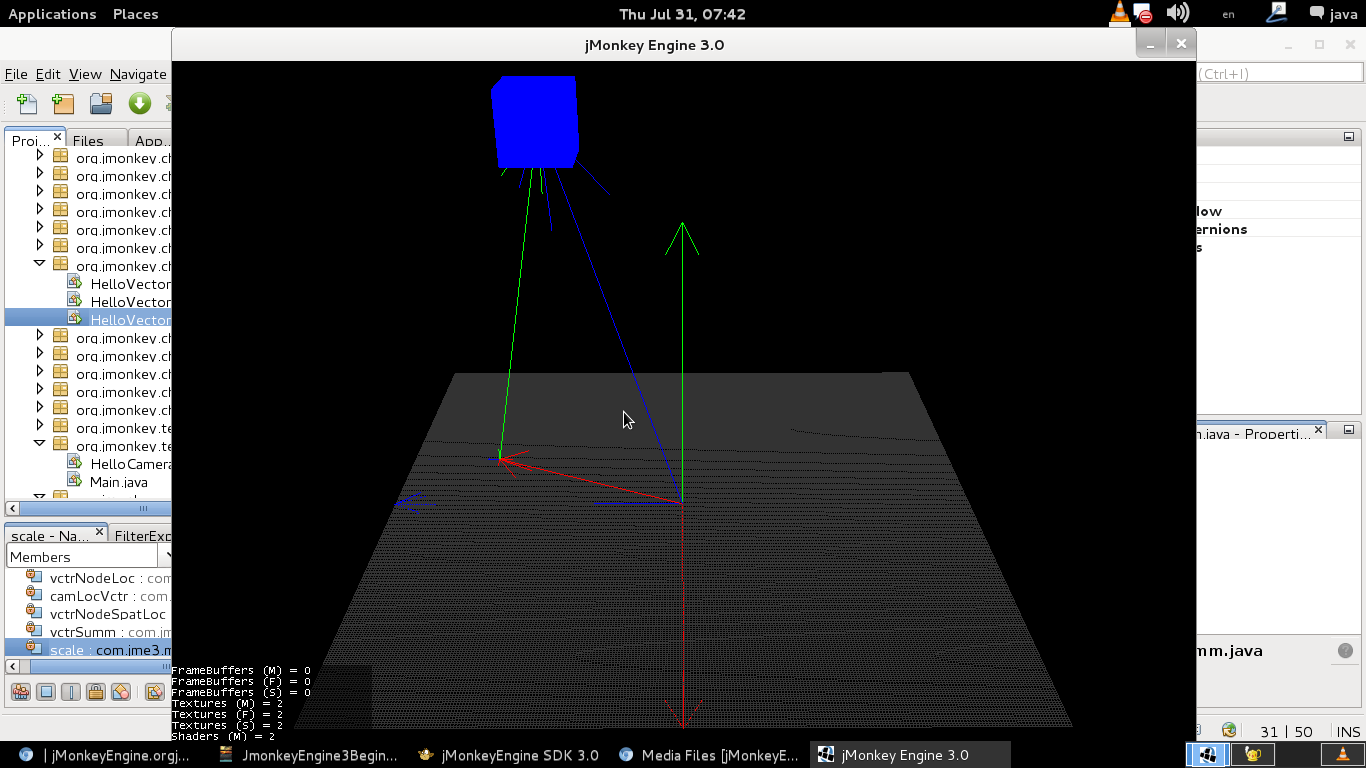 Applications Places Thu Jul 31, 07:42 en java
jMonkey Engine 3.0
File Edit View Navigate (Ctrl+I)
Proj... Files App...
org.jmonkey.ch
org.jmonkey.ch
org.jmonkey.ch
org.jmonkey.ch
org.jmonkey.ch
org.jmonkey.ch
org.jmonkey.ch
HelloVector
HelloVector
HelloVector
org.jmonkey.ch
org.jmonkey.ch
org.jmonkey.ch
org.jmonkey.ch
org.jmonkey.ch
org.jmonkey.te
org.jmonkey.te
HelloCamera
Main.java
low
ernions
s
m.java - Properti...
scale - Na... FilterExp
Members
vctrNodeLoc : com
camLocVctr : com.
vctrNodeSpatLoc
vctrSumm : com.jm
scale : com.jme3.m
mm.java
FrameBuffers (M) = 0
FrameBuffers (F) = 0
FrameBuffers (S) = 0
Textures (M) = 2
Textures (F) = 2
Textures (S) = 2
Shaders (M) = 2
31 | 50 INS
| jMonkeyEngine.orgj... JmonkeyEngine3Begin... jMonkeyEngine SDK 3.0 Media Files [jMonkeyE... jMonkey Engine 3.0